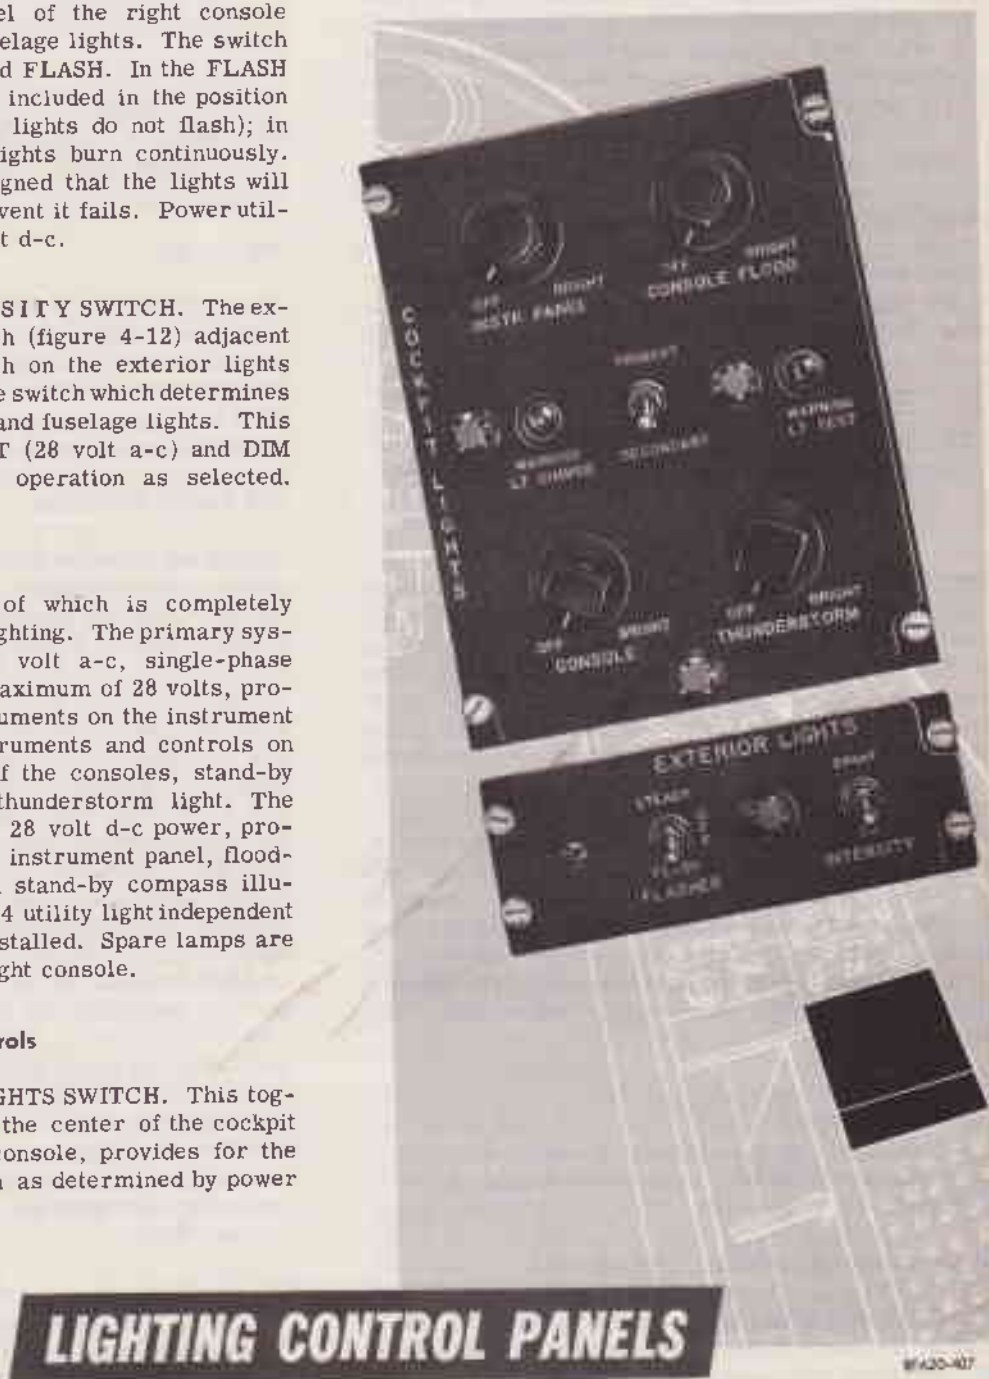 el of the right console
elage lights. The switch
d FLASH. In the FLASH
included in the position
lights do not flash); in
ights burn continuously.
gned that the lights will
vent it fails. Power util-
t d-c.
SITY SWITCH. The ex-
h (figure 4-12) adjacent
h on the exterior lights
e switch which determines
and fuselage lights. This
T (28 volt a-c) and DIM
operation as selected.
of which is completely
ghting. The primary sys-
volt a-c, single-phase
aximum of 28 volts, pro-
uments on the instrument
ruments and controls on
f the consoles, stand-by
thunderstorm light. The
28 volt d-c power, pro-
instrument panel, flood-
stand-by compass illu-
4 utility light independent
stalled. Spare lamps are
ght console.
rols
GHTS SWITCH. This tog-
the center of the cockpit
console, provides for the
as determined by power
COCKPIT LIGHTS
OFF BRIGHT
INSTR PANEL
OFF BRIGHT
CONSOLE FLOOD
PRIMARY
SECONDARY
WARNING
LT DIMMER
WARNING
LT TEST
OFF BRIGHT
CONSOLE
OFF BRIGHT
THUNDERSTORM
EXTERIOR LIGHTS
STEADY
FLASH
FLASHER
BRIGHT
INTENSITY
LIGHTING CONTROL PANELS